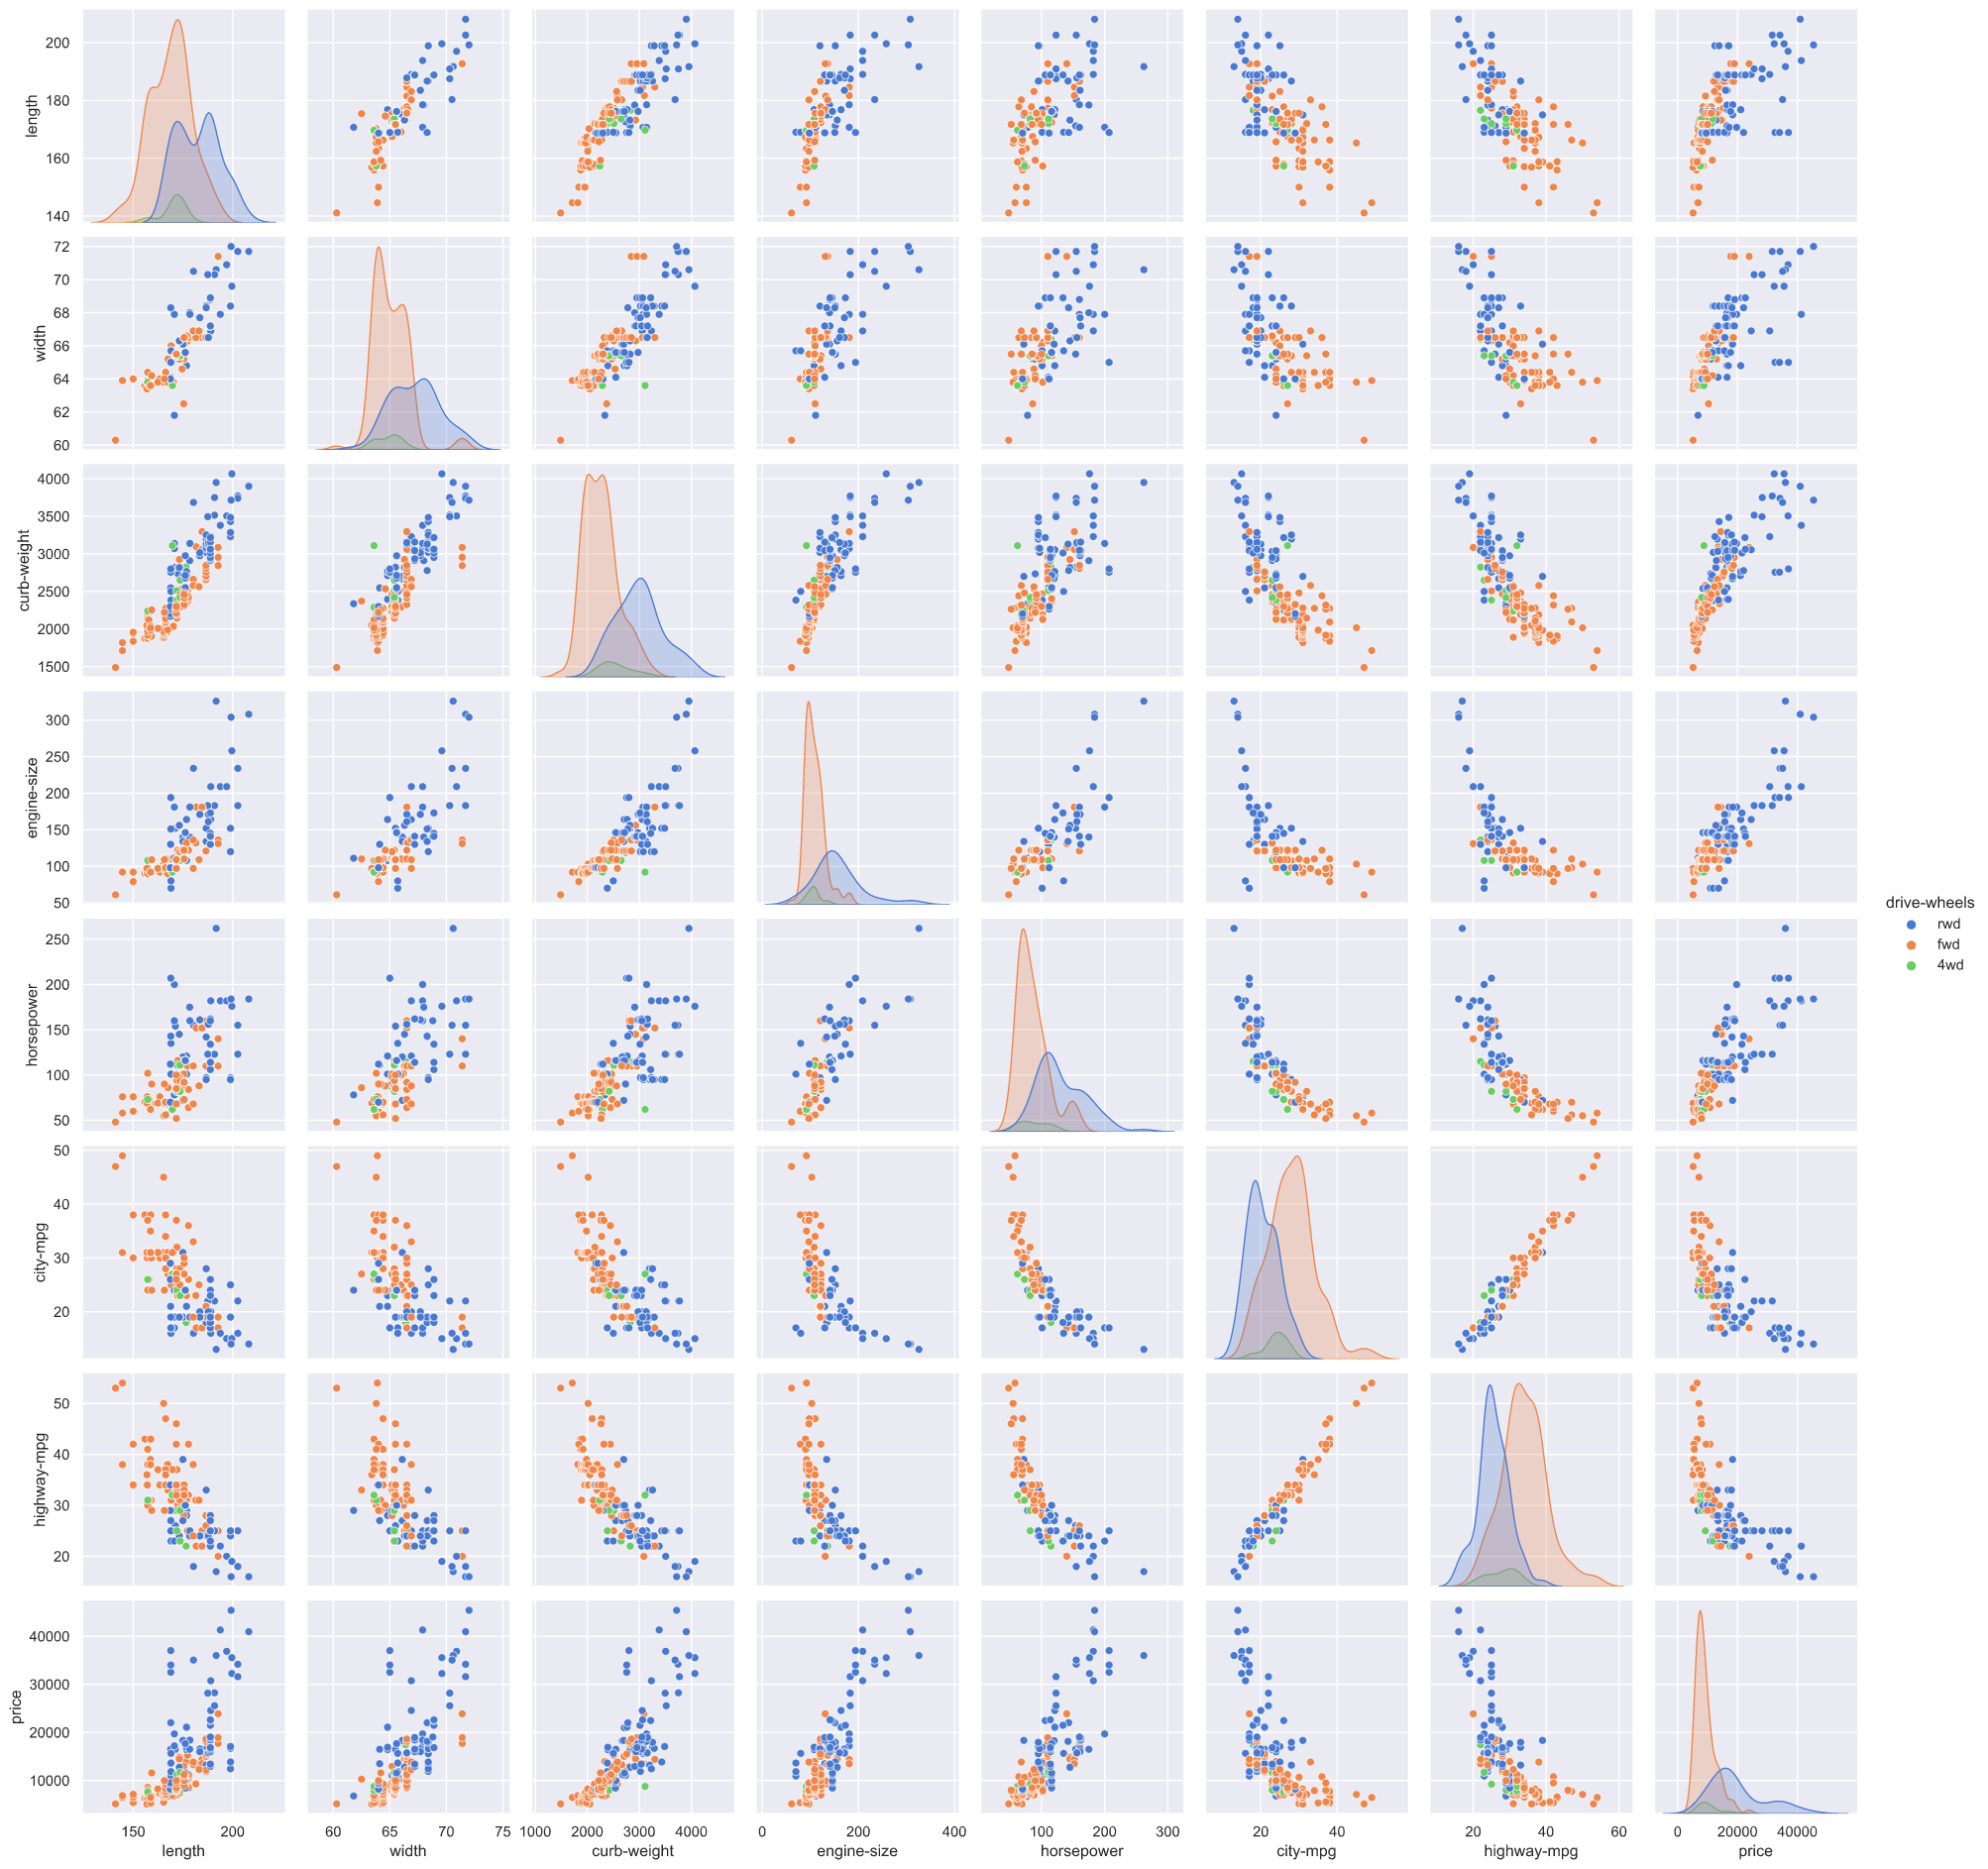 length
200
180
160
140
width
72
70
68
66
64
62
60
curb-weight
4000
3500
3000
2500
2000
1500
engine-size
300
250
200
150
100
50
drive-wheels
rwd
fwd
4wd
horsepower
250
200
150
100
50
city-mpg
50
40
30
20
highway-mpg
50
40
30
20
price
40000
30000
20000
10000
150 200 60 65 70 75 1000 2000 3000 4000 0 200 400 100 200 300 20 40 20 40 60 0 20000 40000
length width curb-weight engine-size horsepower city-mpg highway-mpg price